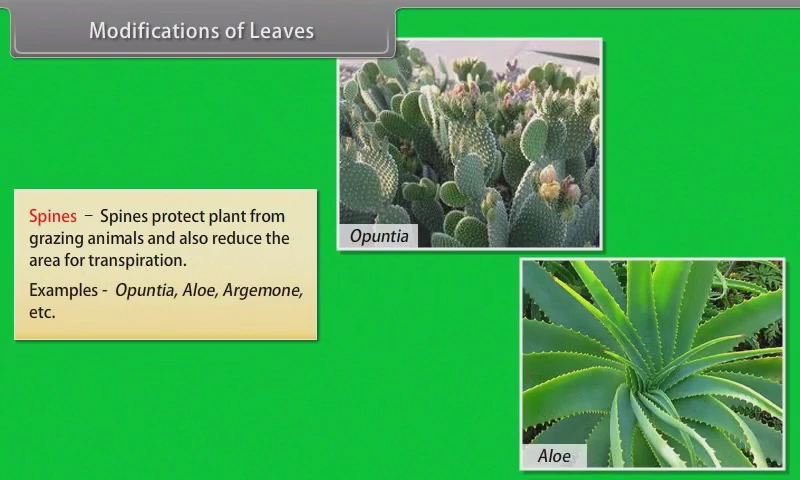 Modifications of Leaves
Spines – Spines protect plant from
grazing animals and also reduce the
area for transpiration.
Examples - Opuntia, Aloe, Argemone,
etc.
Opuntia
Aloe